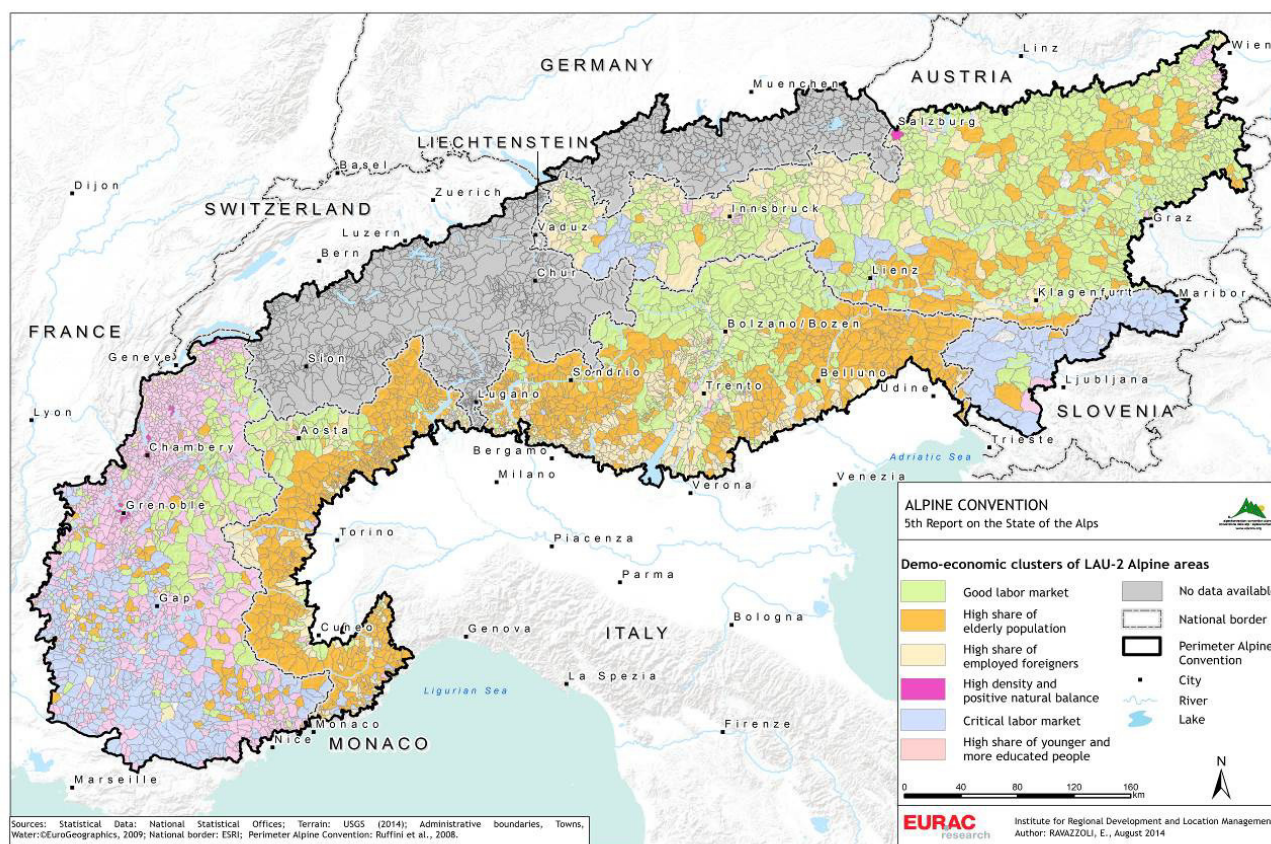 GERMANY
Linz
Wien
Muenchen
AUSTRIA
Salzburg
LIECHTENSTEIN
Basel
Dijon
Zuerich
SWITZERLAND
Innsbruck
Luzern
Vaduz
Graz
Bern
Chur
Lienz
Klagenfurt
Maribor
FRANCE
Bolzano/Bozen
Geneve
Sion
Sondrio
Belluno
Trento
Ljubljana
Lugano
Udine
Lyon
SLOVENIA
Aosta
Trieste
Chambery
Bergamo
Adriatic Sea
Milano
Verona
Venezia
Grenoble
Torino
Piacenza
Parma
Gap
Bologna
Cuneo
Genova
ITALY
La Spezia
Ligurian Sea
Monaco
Firenze
Nice
MONACO
Marseille
ALPINE CONVENTION
5th Report on the State of the Alps
Demo-economic clusters of LAU-2 Alpine areas
Good labor market
High share of
elderly population
High share of
employed foreigners
High density and
positive natural balance
Critical labor market
High share of younger and
more educated people
No data available
National border
Perimeter Alpine
Convention
City
River
Lake
N
0 40 80 120 160
km
EURAC
research
Institute for Regional Development and Location Management
Author: RAVAZZOLI, E., August 2014
Sources: Statistical Data: National Statistical Offices; Terrain: USGS (2014); Administrative boundaries, Towns,
Water:©EuroGeographics, 2009; National border: ESRI; Perimeter Alpine Convention: Ruffini et al., 2008.